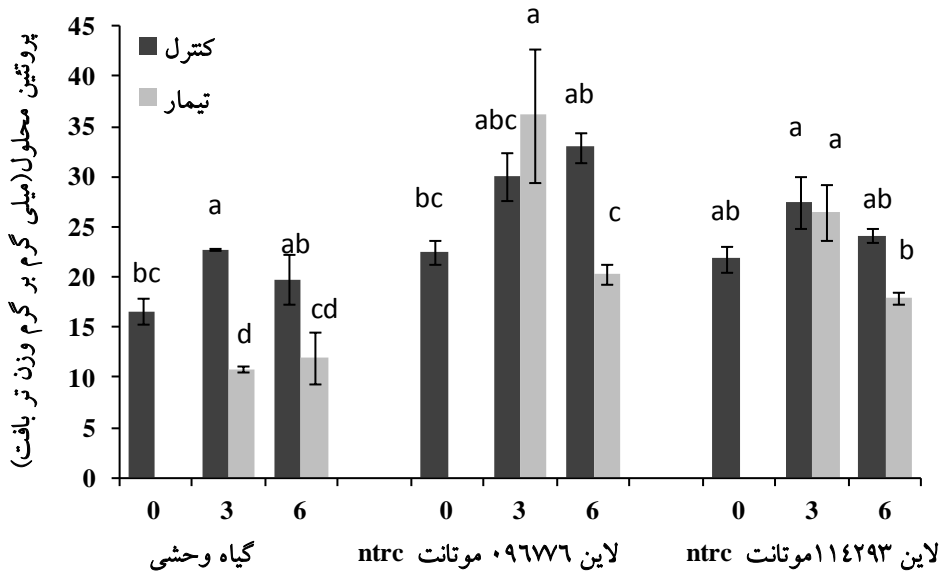 پروتئین محلول(میلی گرم بر گرم وزن تر بافت)
45
40
35
30
25
20
15
10
5
0
کنترل
تیمار
bc
a
d
ab
cd
bc
abc
a
ab
c
ab
a
a
ab
b
0 3 6 0 3 6 0 3 6
گیاه وحشی
لاین ۰۹۶۷۷٦ موتانت ntrc
لاین ۱۱٤۲۹۳موتانت ntrc